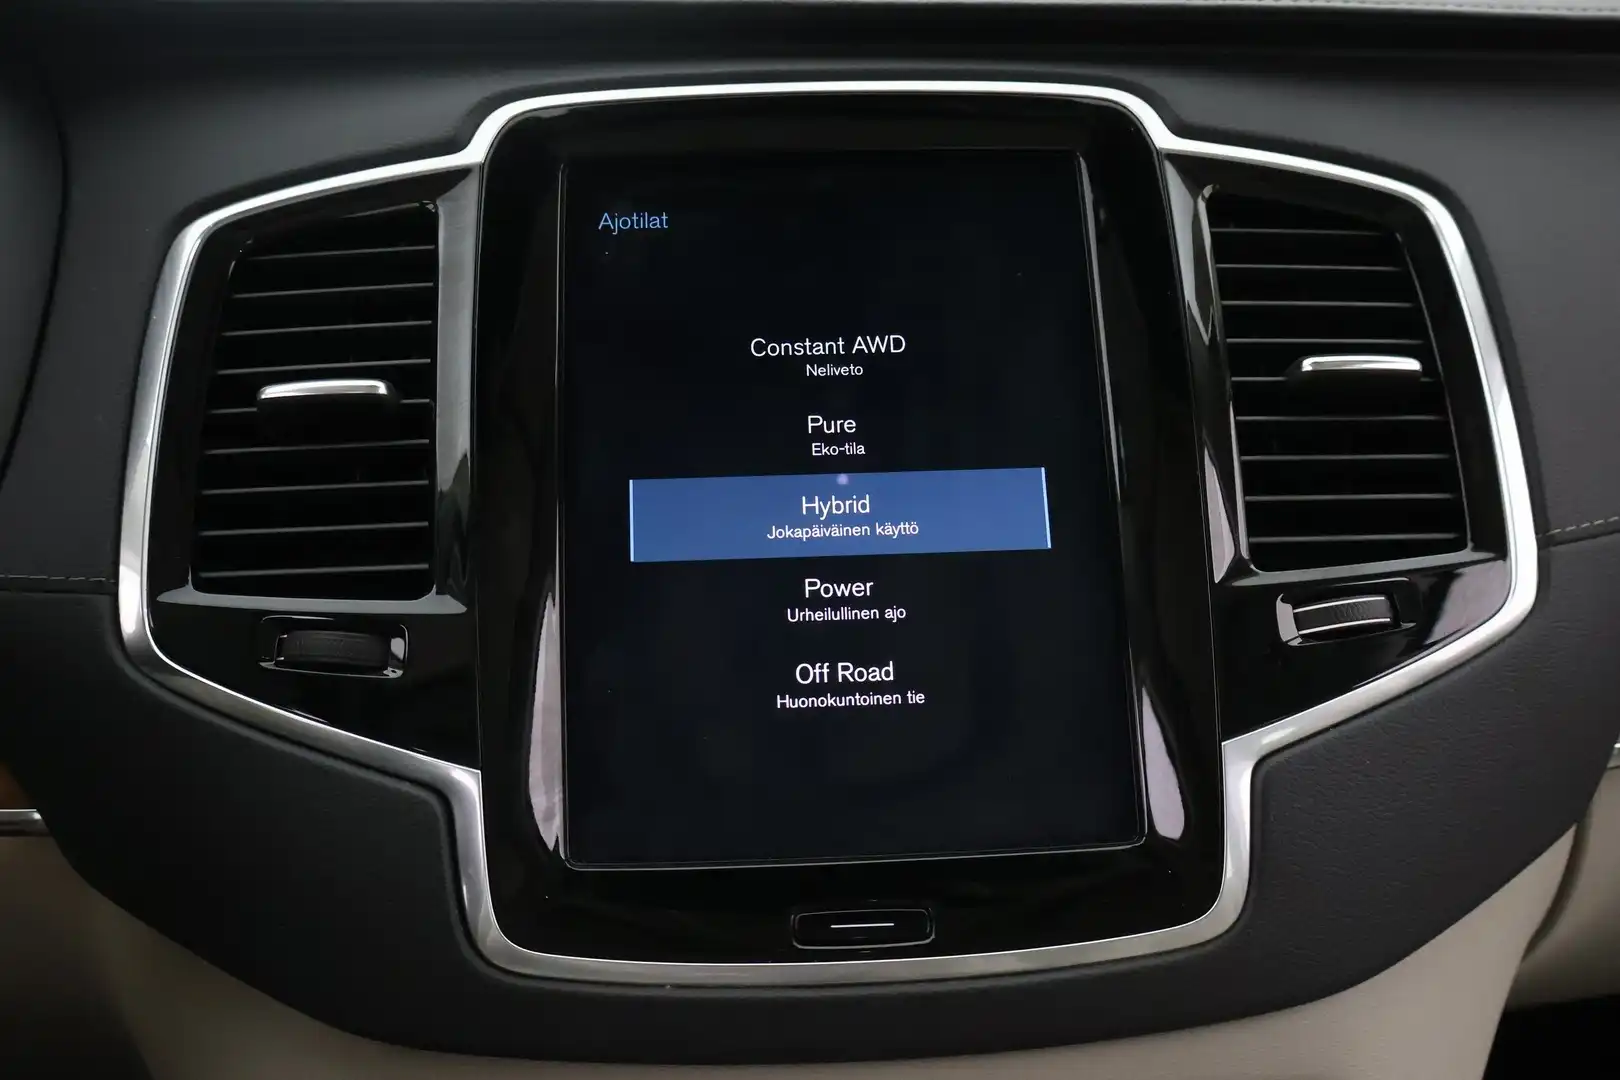 Ajotilat
Constant AWD
Neliveto
Pure
Eko-tila
Hybrid
Jokapäiväinen käyttö
Power
Urheilullinen ajo
Off Road
Huonokuntoinen tie